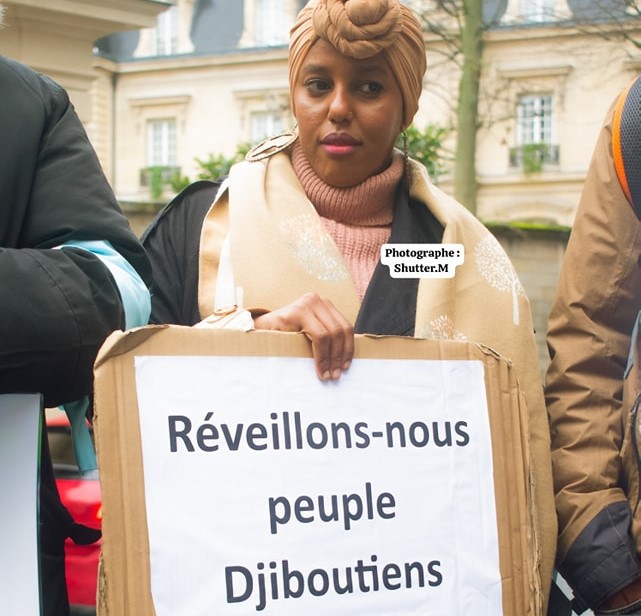 Photographe :
Shutter.M
Réveillons-nous
peuple
Djiboutiens